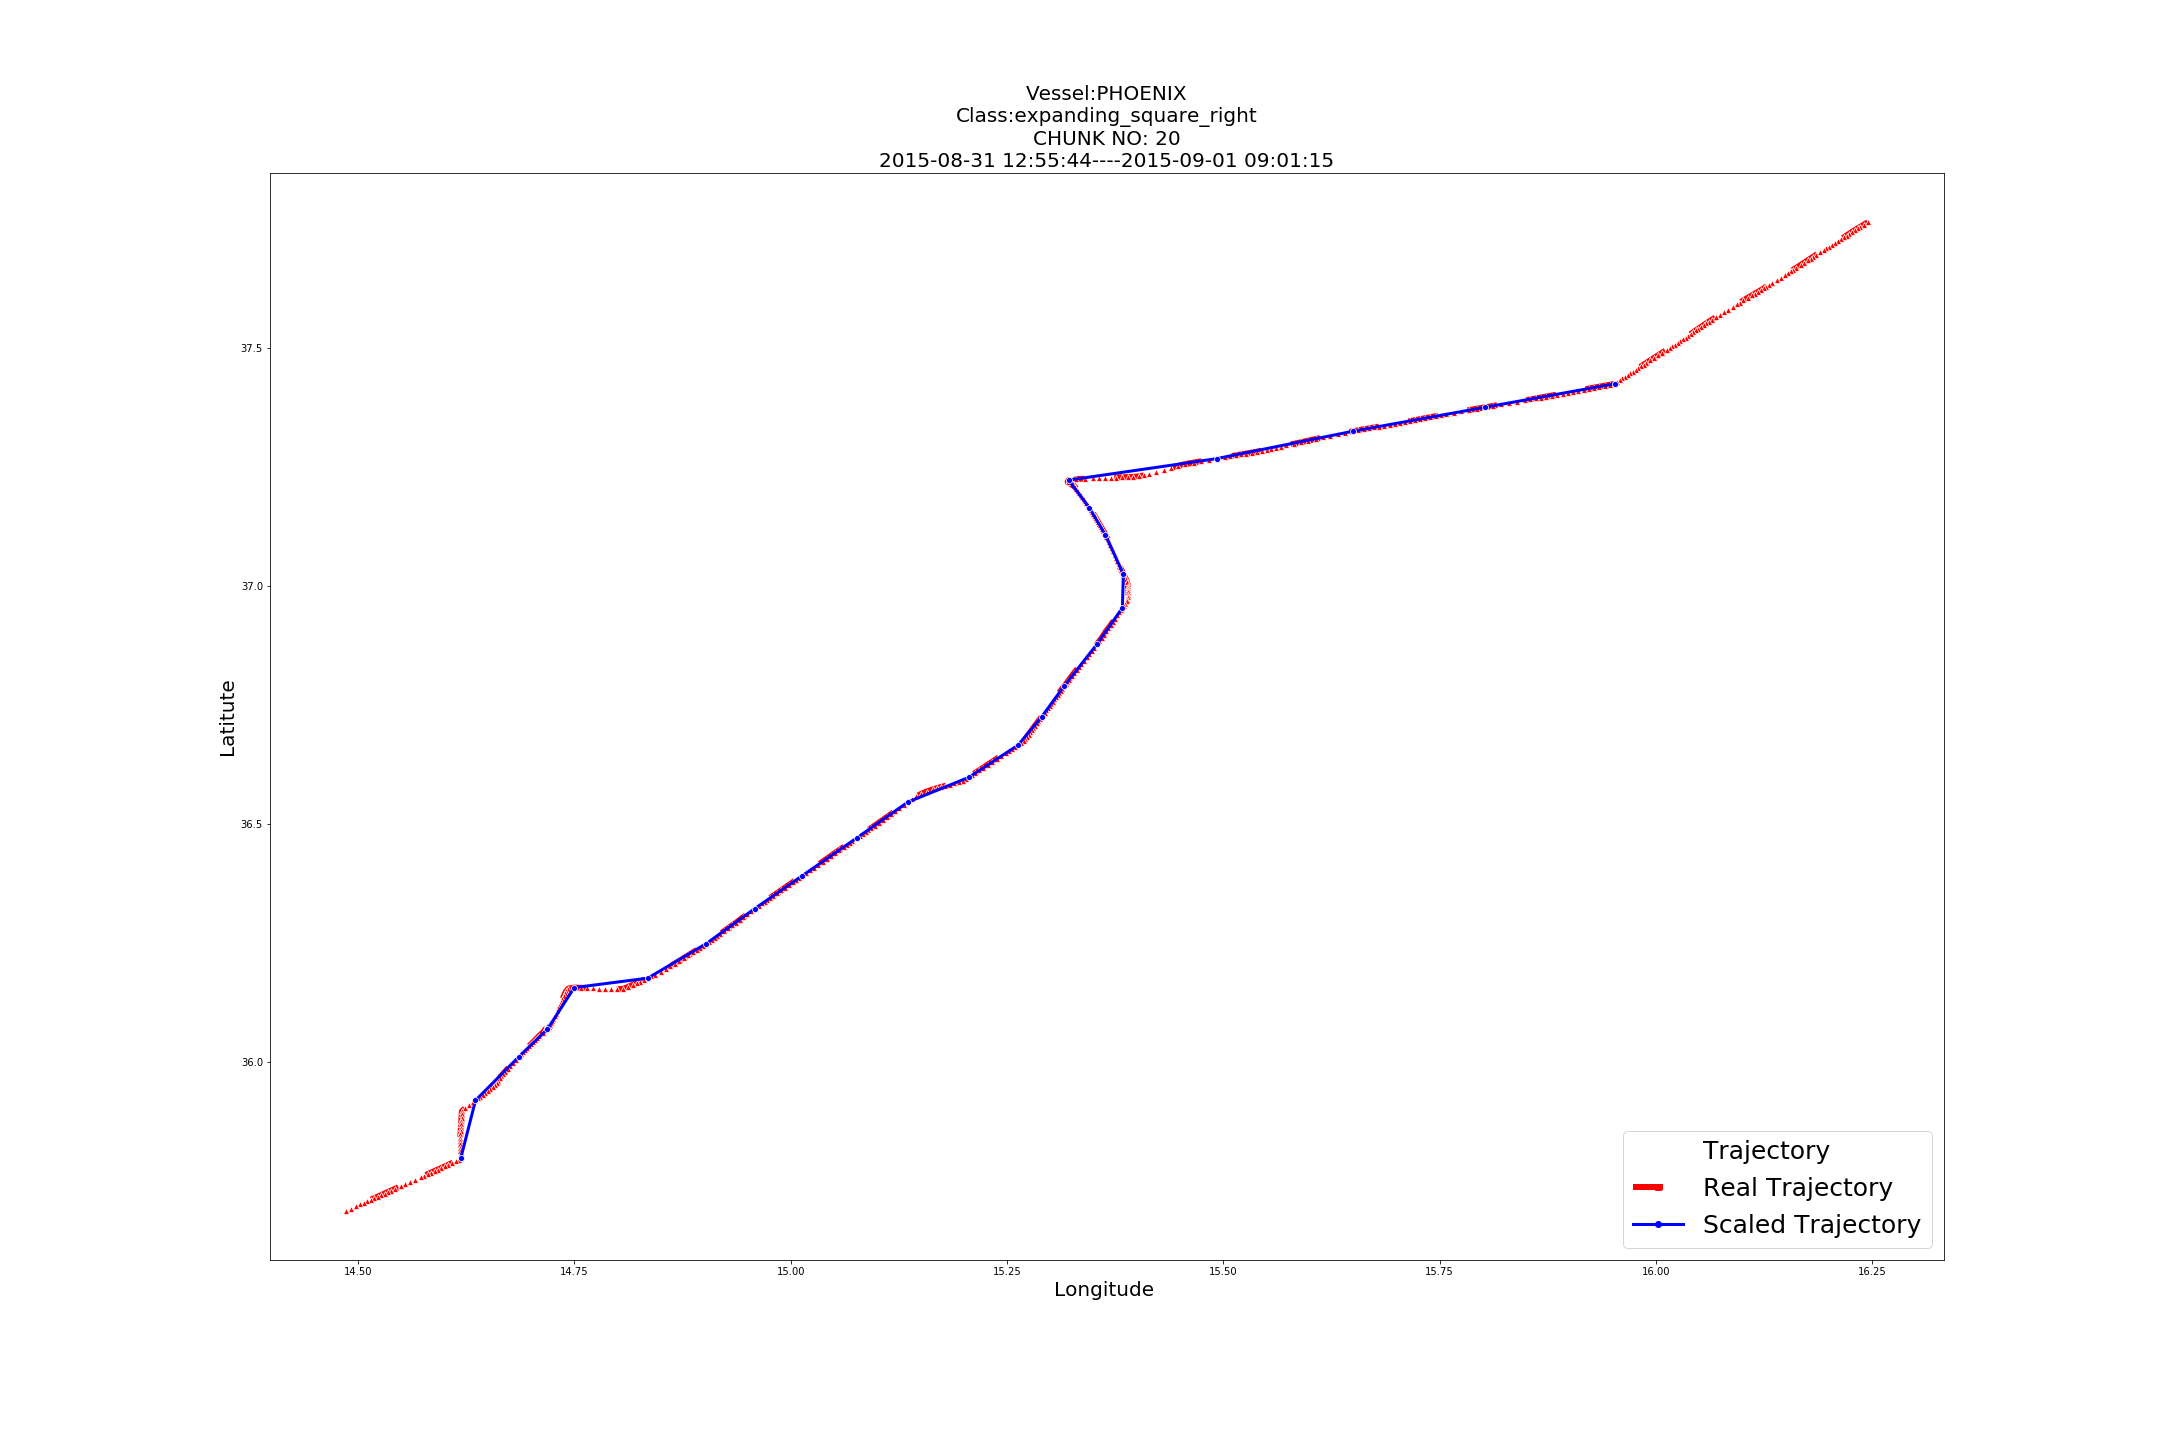 Vessel:PHOENIX
Class:expanding_square_right
CHUNK NO: 20
2015-08-31 12:55:44----2015-09-01 09:01:15
37.5
37.0
36.5
36.0
Latitute
14.50 14.75 15.00 15.25 15.50 15.75 16.00 16.25
Longitude
Trajectory
Real Trajectory
Scaled Trajectory